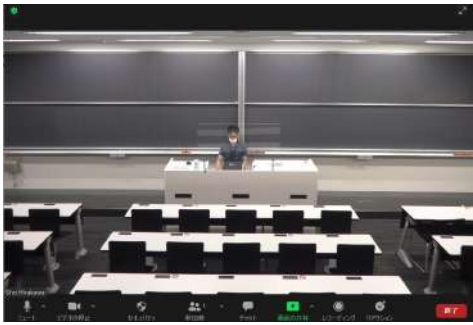 Shoi Hirakawa
ミュート ビデオの停止 セキュリティ 参加者 チャット 画面の共有 レコーディング リアクション 終了